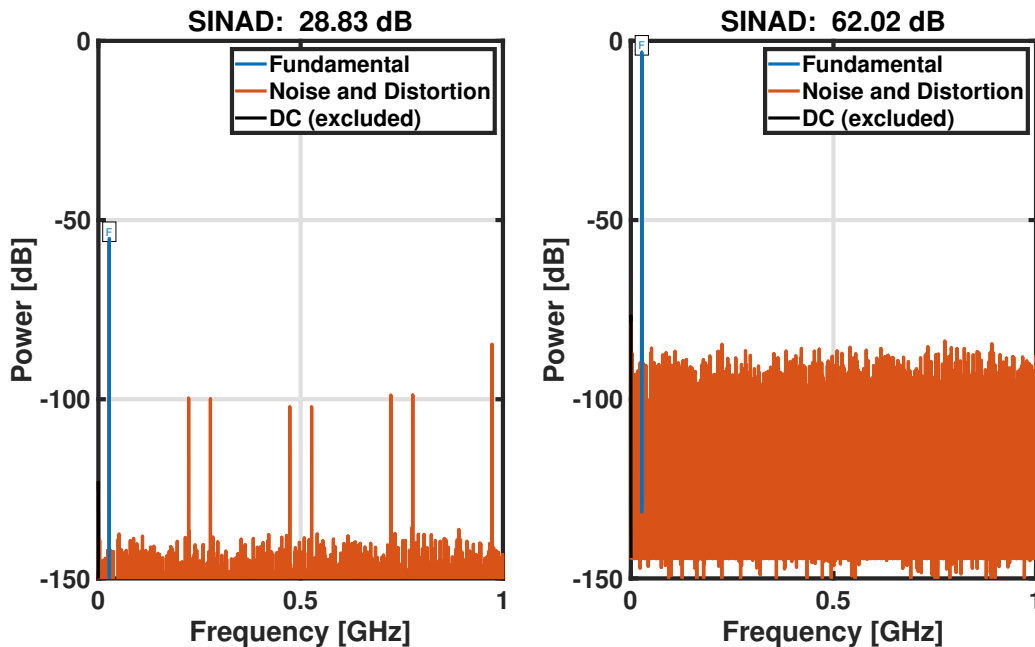 SINAD: 28.83 dB
0
-50
-100
-150
Power [dB]
F
Fundamental
Noise and Distortion
DC (excluded)
0
0.5
1
Frequency [GHz]
SINAD: 62.02 dB
0
-50
-100
-150
Power [dB]
F
Fundamental
Noise and Distortion
DC (excluded)
0
0.5
1
Frequency [GHz]